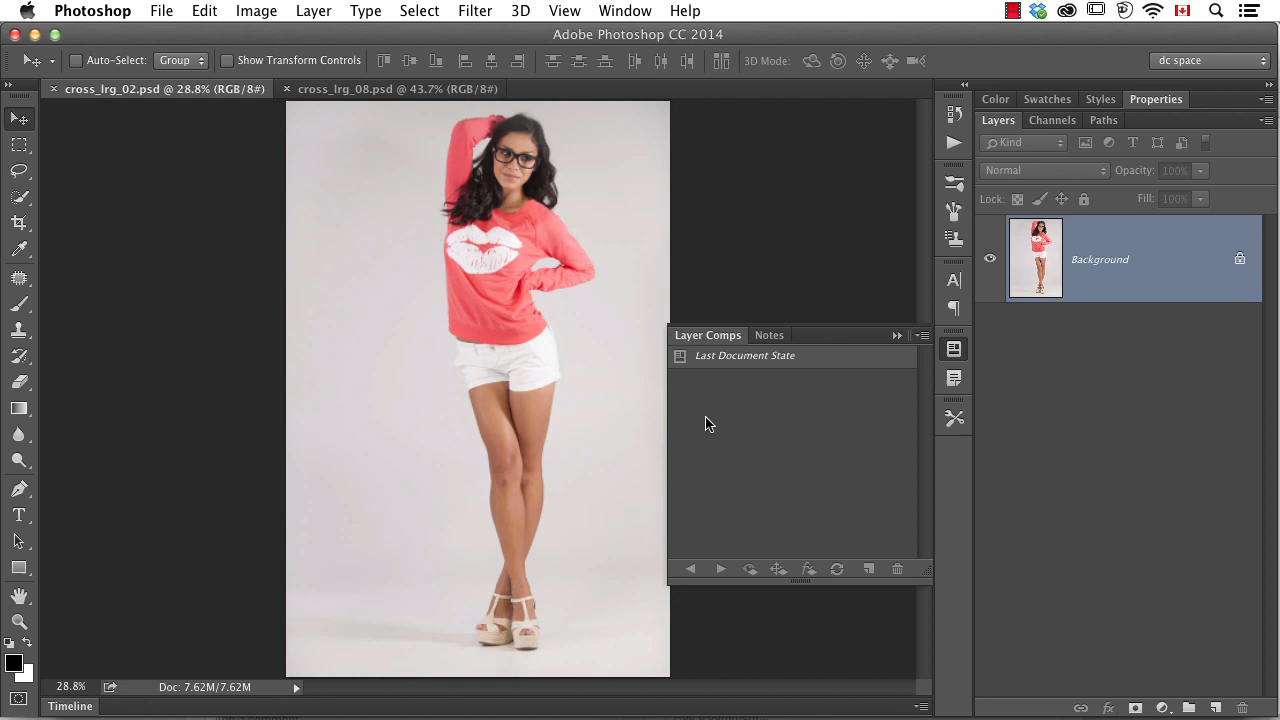 Photoshop File Edit Image Layer Type Select Filter 3D View Window Help
Adobe Photoshop CC 2014
Auto-Select: Group Show Transform Controls 3D Mode: dc space
× cross_lrg_02.psd @ 28.8% (RGB/8#) × cross_lrg_08.psd @ 43.7% (RGB/8#)
Color Swatches Styles Properties
Layers Channels Paths
Kind
Normal Opacity: 100%
Lock: Fill: 100%
Background
Layer Comps Notes
Last Document State
28.8% Doc: 7.62M/7.62M
Timeline